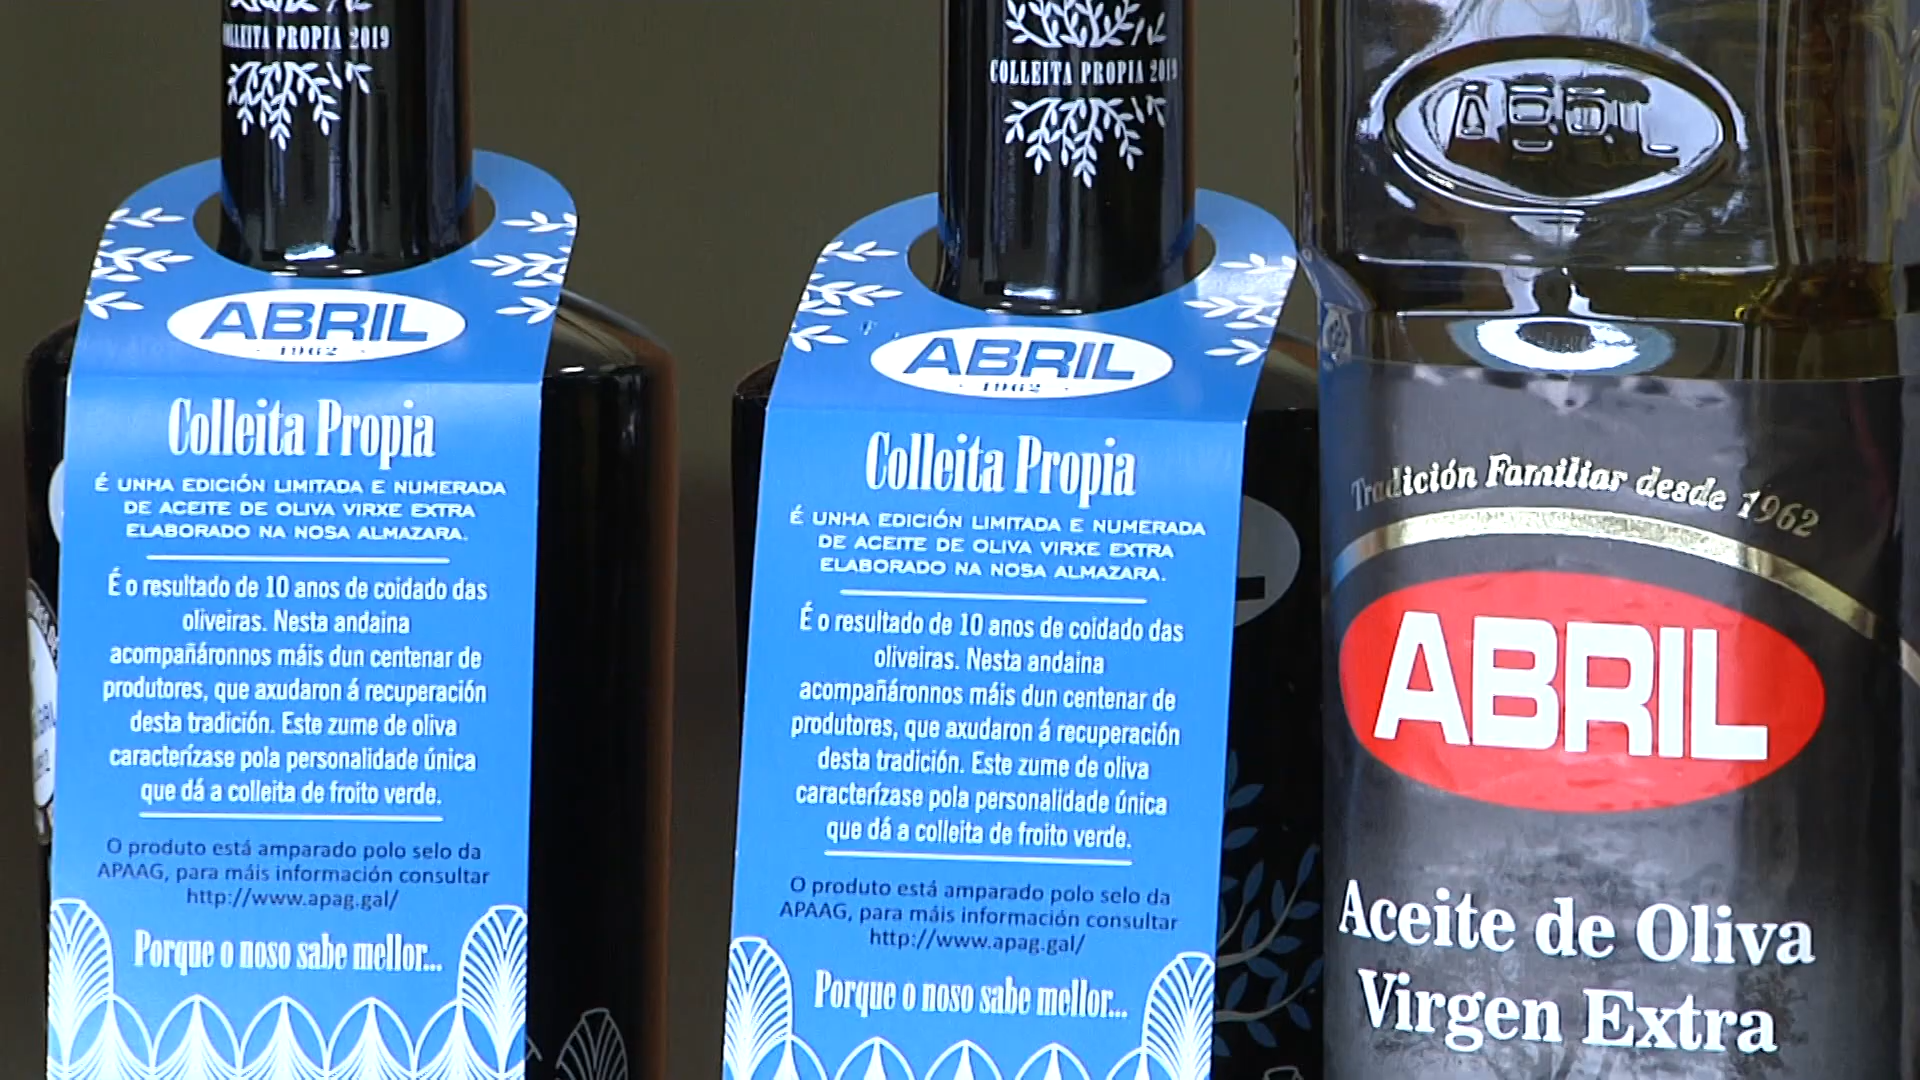 COLLEITA PROPIA 2019
ABRIL
1962
Colleita Propia
É UNHA EDICIÓN LIMITADA E NUMERADA
DE ACEITE DE OLIVA VIRXE EXTRA
ELABORADO NA NOSA ALMAZARA.
É o resultado de 10 anos de coidado das
oliveiras. Nesta andaina
acompañáronnos máis dun centenar de
produtores, que axudaron á recuperación
desta tradición. Este zume de oliva
caracterízase pola personalidade única
que dá a colleita de froito verde.
O produto está amparado polo selo da
APAAG, para máis información consultar
http://www.apag.gal/
Porque o noso sabe mellor...
COLLEITA PROPIA 2019
ABRIL
1962
Colleita Propia
É UNHA EDICIÓN LIMITADA E NUMERADA
DE ACEITE DE OLIVA VIRXE EXTRA
ELABORADO NA NOSA ALMAZARA.
É o resultado de 10 anos de coidado das
oliveiras. Nesta andaina
acompañáronnos máis dun centenar de
produtores, que axudaron á recuperación
desta tradición. Este zume de oliva
caracterízase pola personalidade única
que dá a colleita de froito verde.
O produto está amparado polo selo da
APAAG, para máis información consultar
http://www.apag.gal/
Porque o noso sabe mellor...
ABRIL
Tradición Familiar desde 1962
ABRIL
Aceite de Oliva
Virgen Extra